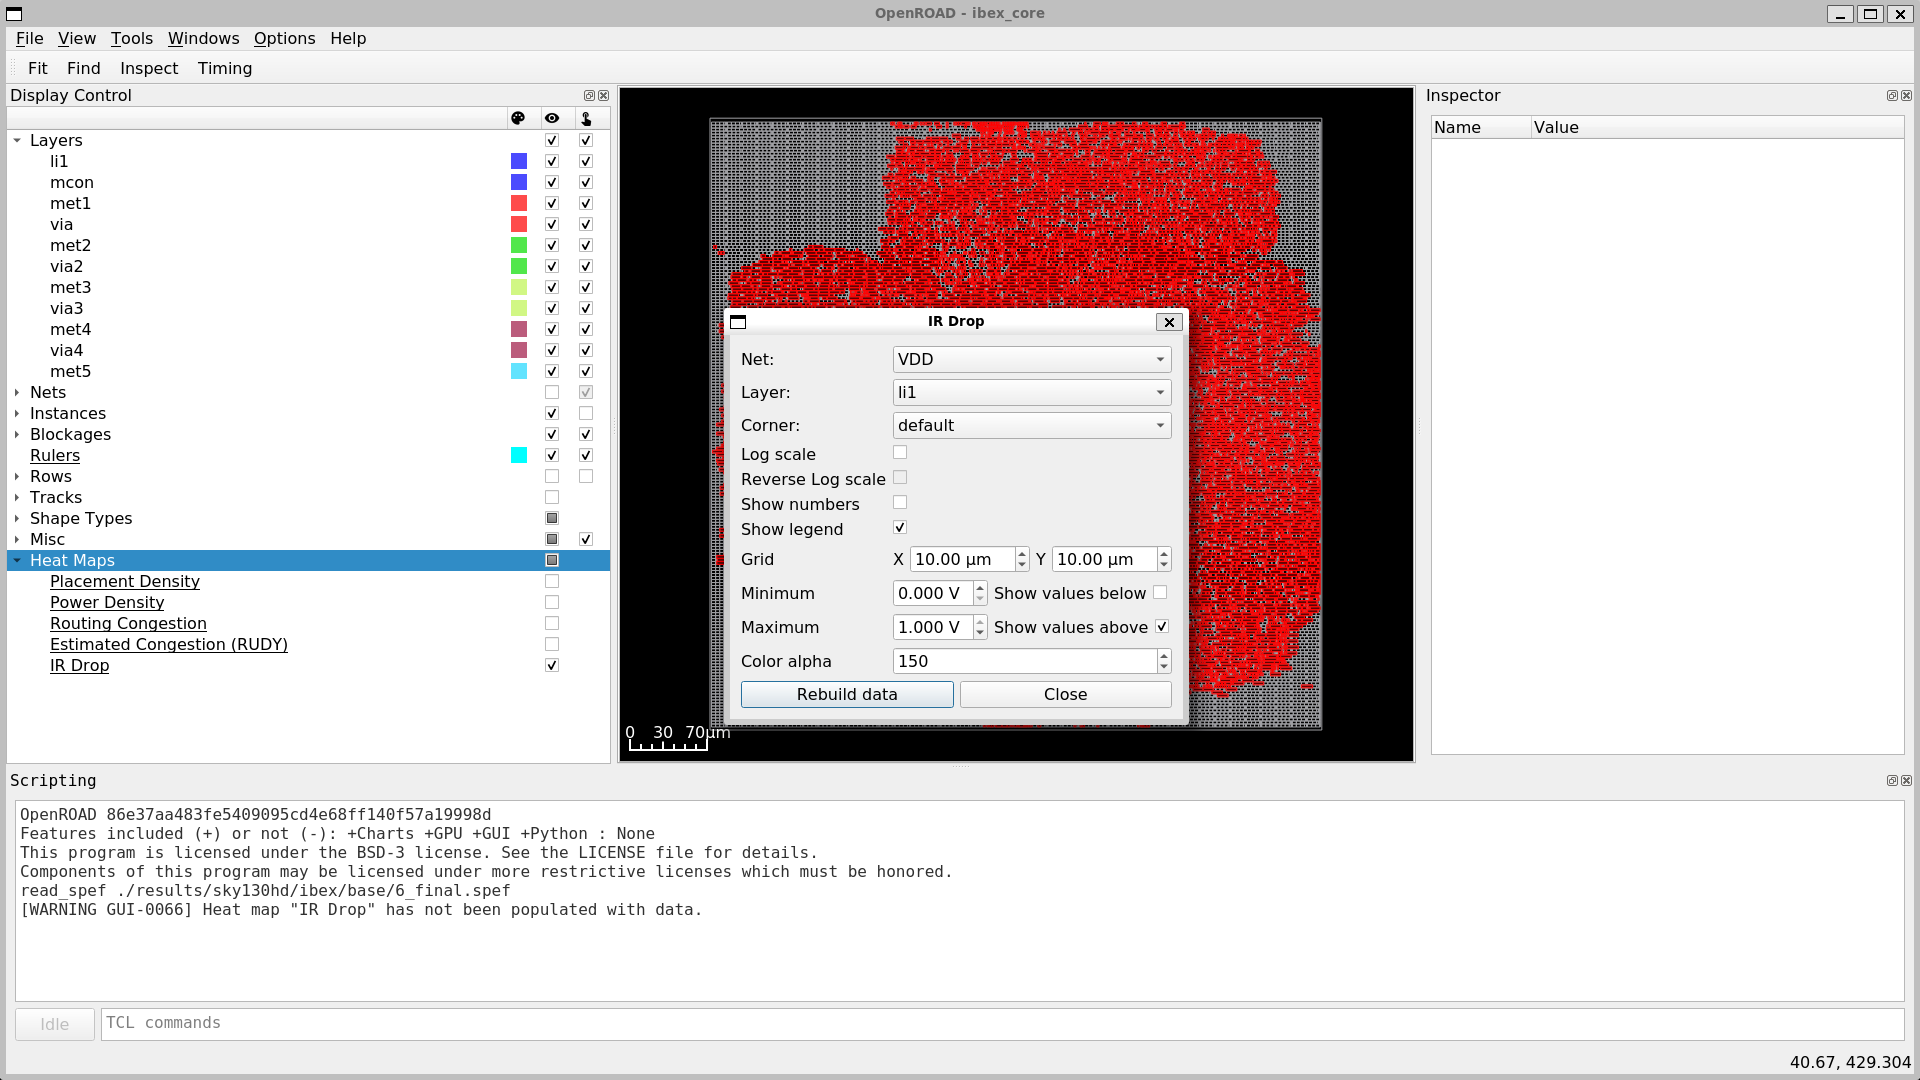 OpenROAD - ibex_core
File View Tools Windows Options Help
Fit Find Inspect Timing
Display Control
Layers
li1
mcon
met1
via
met2
via2
met3
via3
met4
via4
met5
Nets
Instances
Blockages
Rulers
Rows
Tracks
Shape Types
Misc
Heat Maps
Placement Density
Power Density
Routing Congestion
Estimated Congestion (RUDY)
IR Drop
0 30 70μm
IR Drop
Net: VDD
Layer: li1
Corner: default
Log scale
Reverse Log scale
Show numbers
Show legend
Grid X 10.00 μm Y 10.00 μm
Minimum 0.000 V Show values below
Maximum 1.000 V Show values above
Color alpha 150
Rebuild data Close
Inspector
Name Value
Scripting
OpenROAD 86e37aa483fe5409095cd4e68ff140f57a19998d
Features included (+) or not (-): +Charts +GPU +GUI +Python : None
This program is licensed under the BSD-3 license. See the LICENSE file for details.
Components of this program may be licensed under more restrictive licenses which must be honored.
read_spef ./results/sky130hd/ibex/base/6_final.spef
[WARNING GUI-0066] Heat map "IR Drop" has not been populated with data.
Idle TCL commands
40.67, 429.304